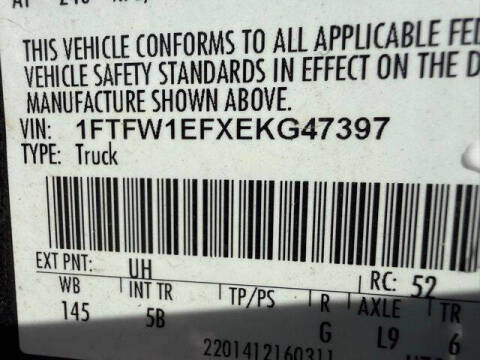 THIS VEHICLE CONFORMS TO ALL APPLICABLE FED
VEHICLE SAFETY STANDARDS IN EFFECT ON THE D
MANUFACTURE SHOWN ABOVE.
VIN: 1FTFW1EFXEKG47397
TYPE: Truck
EXT PNT: UH RC: 52
WB INT TR TP/PS R AXLE TR
145 5B G L9 6
2201412160311